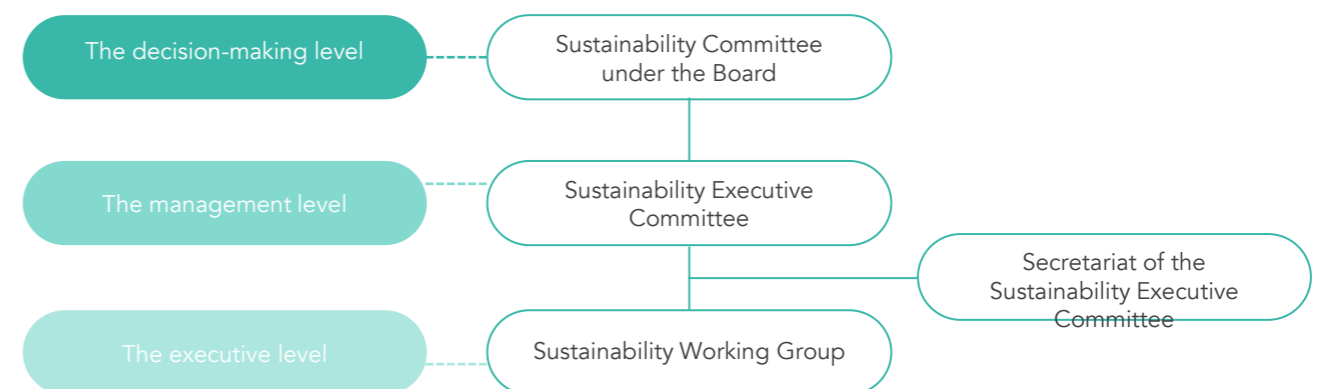 The decision-making level
Sustainability Committee
under the Board
The management level
Sustainability Executive
Committee
Secretariat of the
Sustainability Executive
Committee
The executive level
Sustainability Working Group